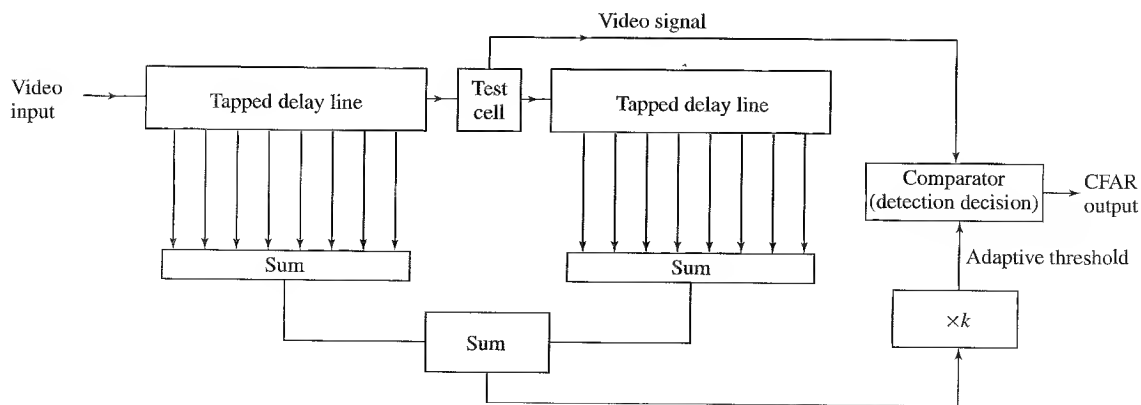 Video signal
Video
input
Tapped delay line
Test
cell
Tapped delay line
Comparator
(detection decision)
CFAR
output
Sum
Sum
Adaptive threshold
×k
Sum